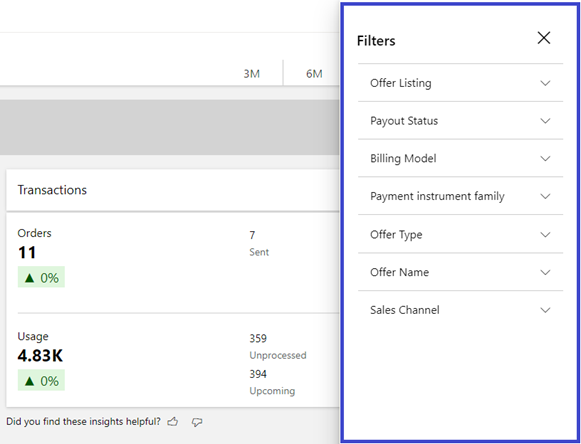 3M
6M
Transactions
Orders
11
▲ 0%
7
Sent
Usage
4.83K
▲ 0%
359
Unprocessed
394
Upcoming
Did you find these insights helpful?
Filters
Offer Listing
Payout Status
Billing Model
Payment instrument family
Offer Type
Offer Name
Sales Channel